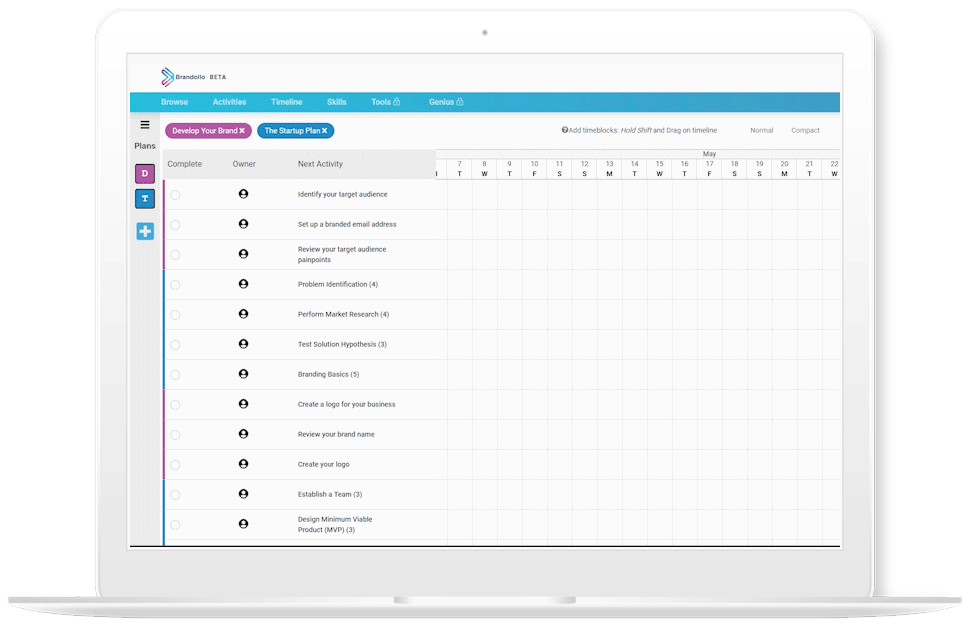 Brandollo BETA
Browse Activities Timeline Skills Tools Genius
Develop Your Brand × The Startup Plan × ?Add timeblocks: Hold Shift and Drag on timeline Normal Compact
Plans
May
Complete Owner Next Activity
7 8 9 10 11 12 13 14 15 16 17 18 19 20 21 22
T W T F S S M T W T F S S M T W
D
T
Identify your target audience
Set up a branded email address
Review your target audience
painpoints
Problem Identification (4)
Perform Market Research (4)
Test Solution Hypothesis (3)
Branding Basics (5)
Create a logo for your business
Review your brand name
Create your logo
Establish a Team (3)
Design Minimum Viable
Product (MVP) (3)